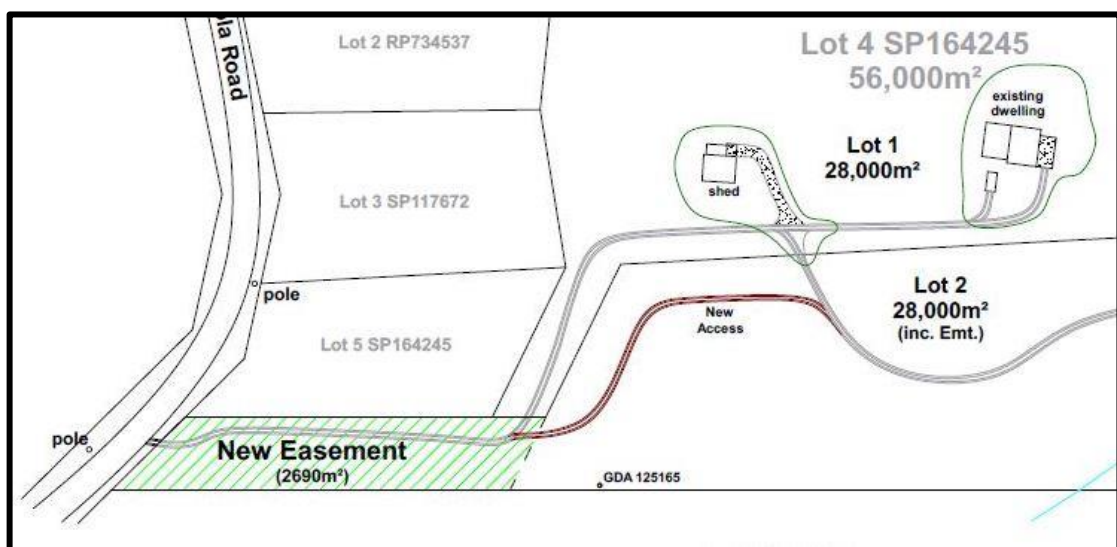 Road
Lot 2 RP734537
Lot 4 SP164245
56,000m²
existing
dwelling
Lot 1
28,000m²
shed
Lot 3 SP117672
pole
Lot 2
28,000m²
(inc. Emt.)
New
Access
Lot 5 SP164245
pole
New Easement
(2690m²)
GDA 125165